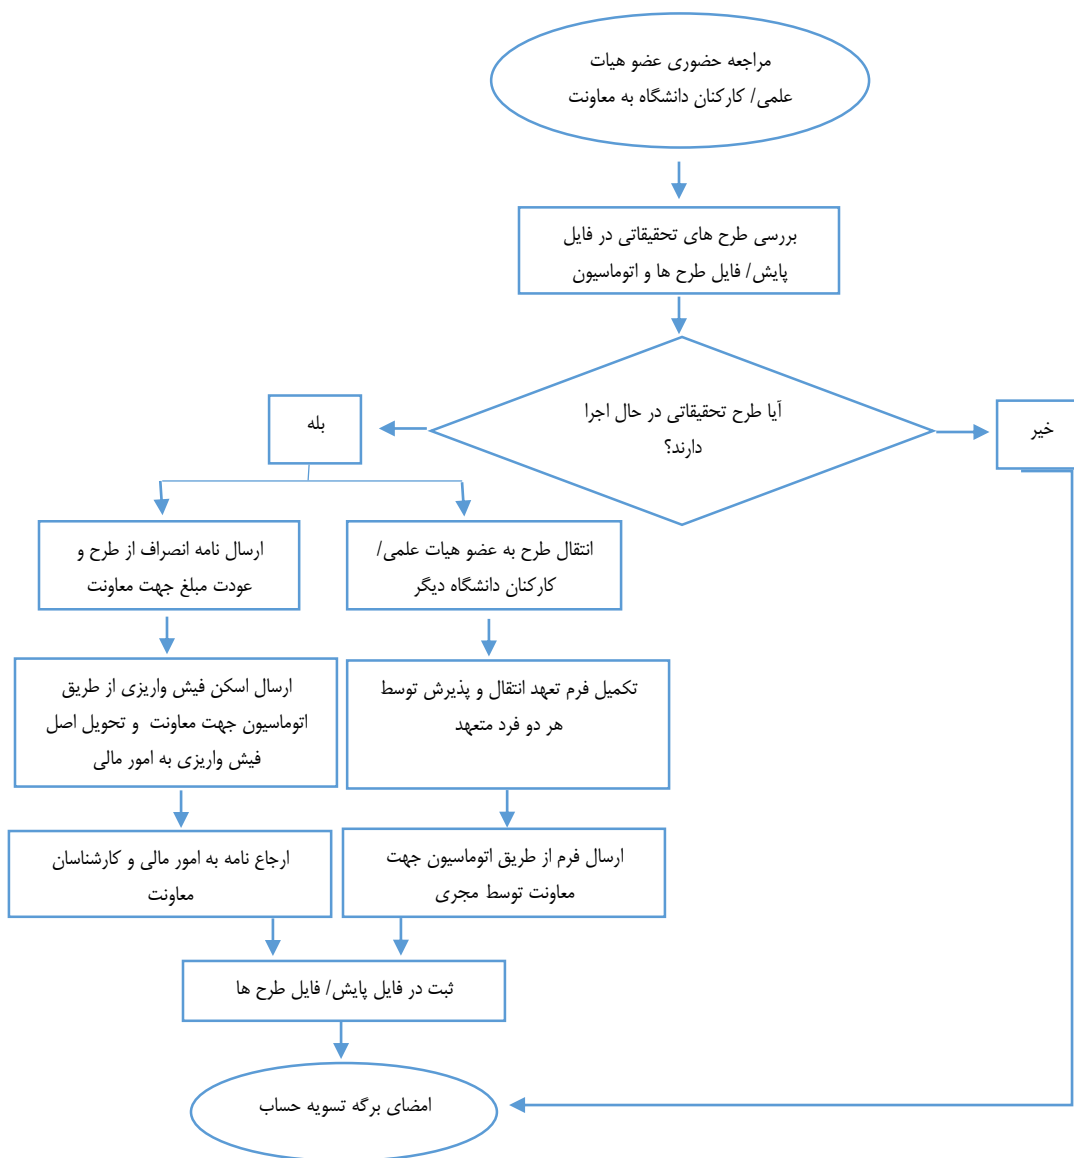 مراجعه حضوری عضو هیات
علمی/ کارکنان دانشگاه به معاونت
بررسی طرح های تحقیقاتی در فایل
پایش/ فایل طرح ها و اتوماسیون
آیا طرح تحقیقاتی در حال اجرا
دارند؟
خیر
بله
انتقال طرح به عضو هیات علمی/
کارکنان دانشگاه دیگر
ارسال نامه انصراف از طرح و
عودت مبلغ جهت معاونت
تکمیل فرم تعهد انتقال و پذیرش توسط
هر دو فرد متعهد
ارسال اسکن فیش واریزی از طریق
اتوماسیون جهت معاونت و تحویل اصل
فیش واریزی به امور مالی
ارسال فرم از طریق اتوماسیون جهت
معاونت توسط مجری
ارجاع نامه به امور مالی و کارشناسان
معاونت
ثبت در فایل پایش/ فایل طرح ها
امضای برگه تسویه حساب